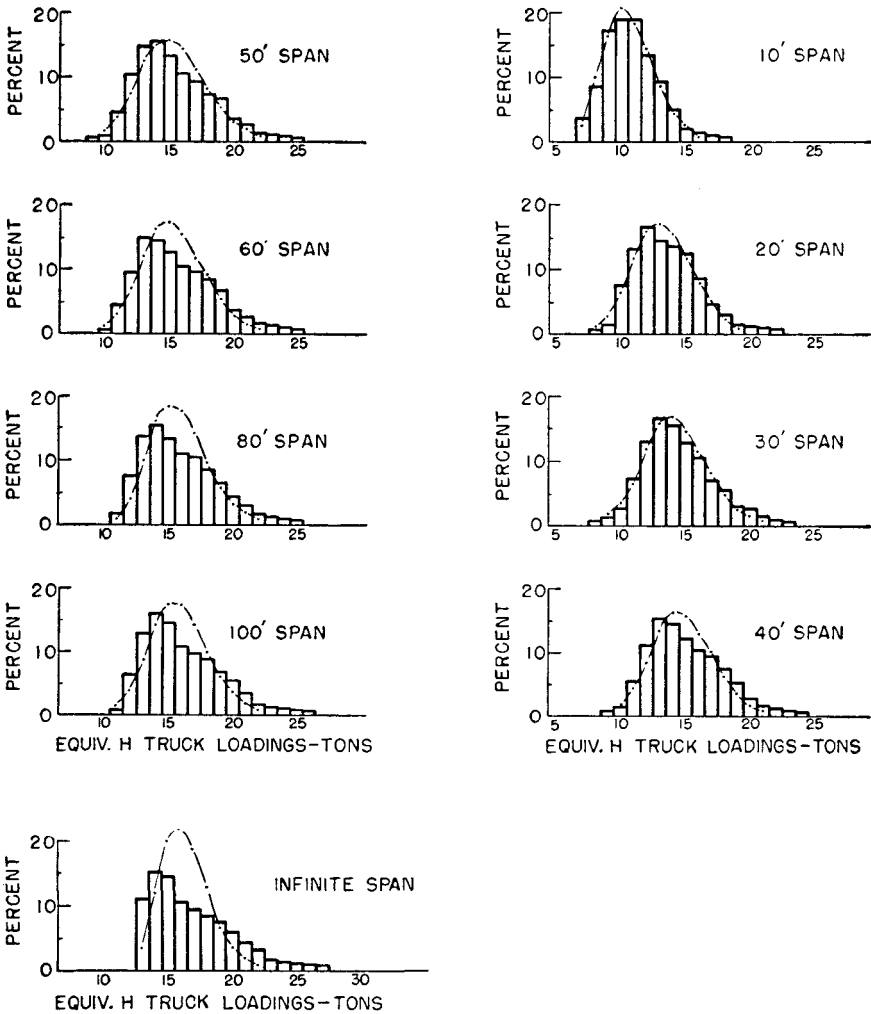 20
10
0
PERCENT
50' SPAN
10 15 20 25
20
10
0
PERCENT
10' SPAN
5 10 15 20 25
20
10
0
PERCENT
60' SPAN
10 15 20 25
20
10
0
PERCENT
20' SPAN
5 10 15 20 25
20
10
0
PERCENT
80' SPAN
10 15 20 25
20
10
0
PERCENT
30' SPAN
5 10 15 20 25
20
10
0
PERCENT
100' SPAN
10 15 20 25
EQUIV. H TRUCK LOADINGS-TONS
20
10
0
PERCENT
40' SPAN
5 10 15 20 25
EQUIV. H TRUCK LOADINGS-TONS
20
10
0
PERCENT
INFINITE SPAN
10 15 20 25 30
EQUIV. H TRUCK LOADINGS-TONS